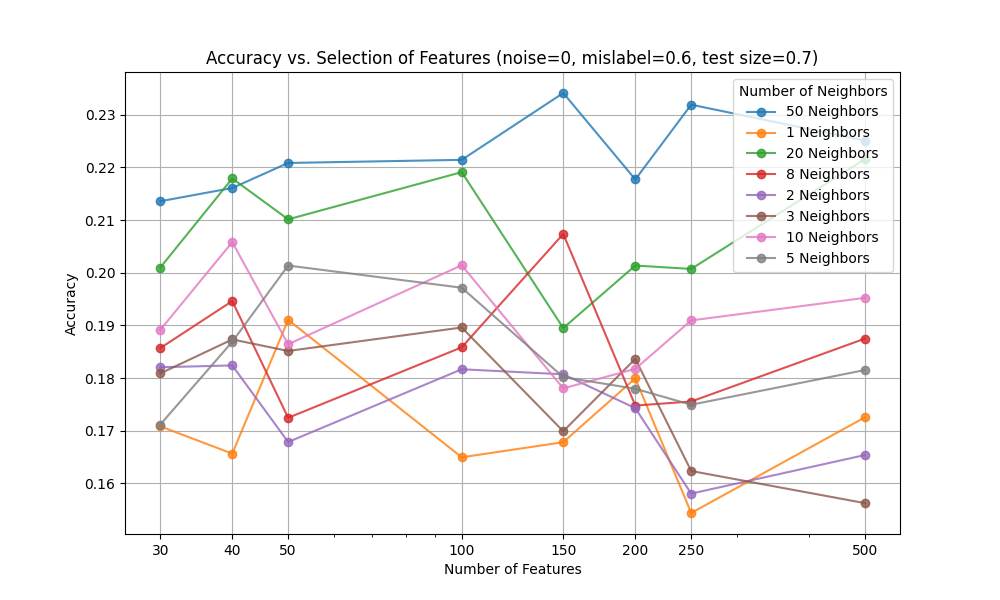 Accuracy vs. Selection of Features (noise=0, mislabel=0.6, test size=0.7)
Number of Neighbors
50 Neighbors
1 Neighbors
20 Neighbors
8 Neighbors
2 Neighbors
3 Neighbors
10 Neighbors
5 Neighbors
Accuracy
0.23
0.22
0.21
0.20
0.19
0.18
0.17
0.16
30 40 50 100 150 200 250 500
Number of Features